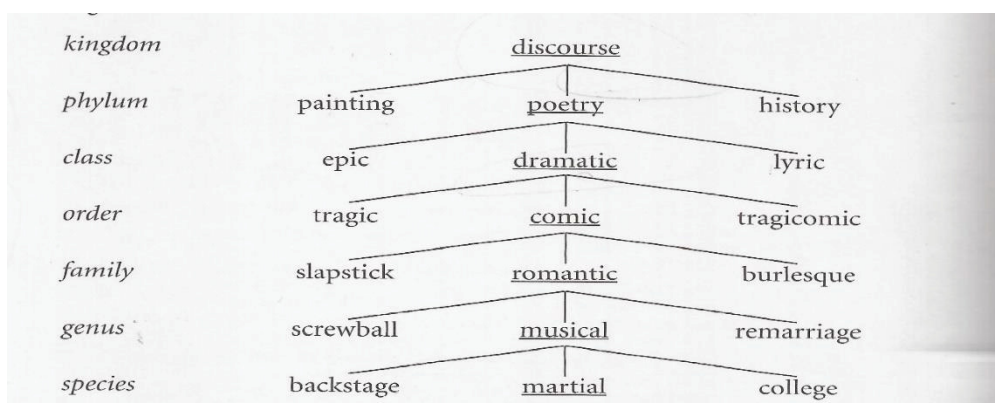 kingdom discourse
phylum painting poetry history
class epic dramatic lyric
order tragic comic tragicomic
family slapstick romantic burlesque
genus screwball musical remarriage
species backstage martial college